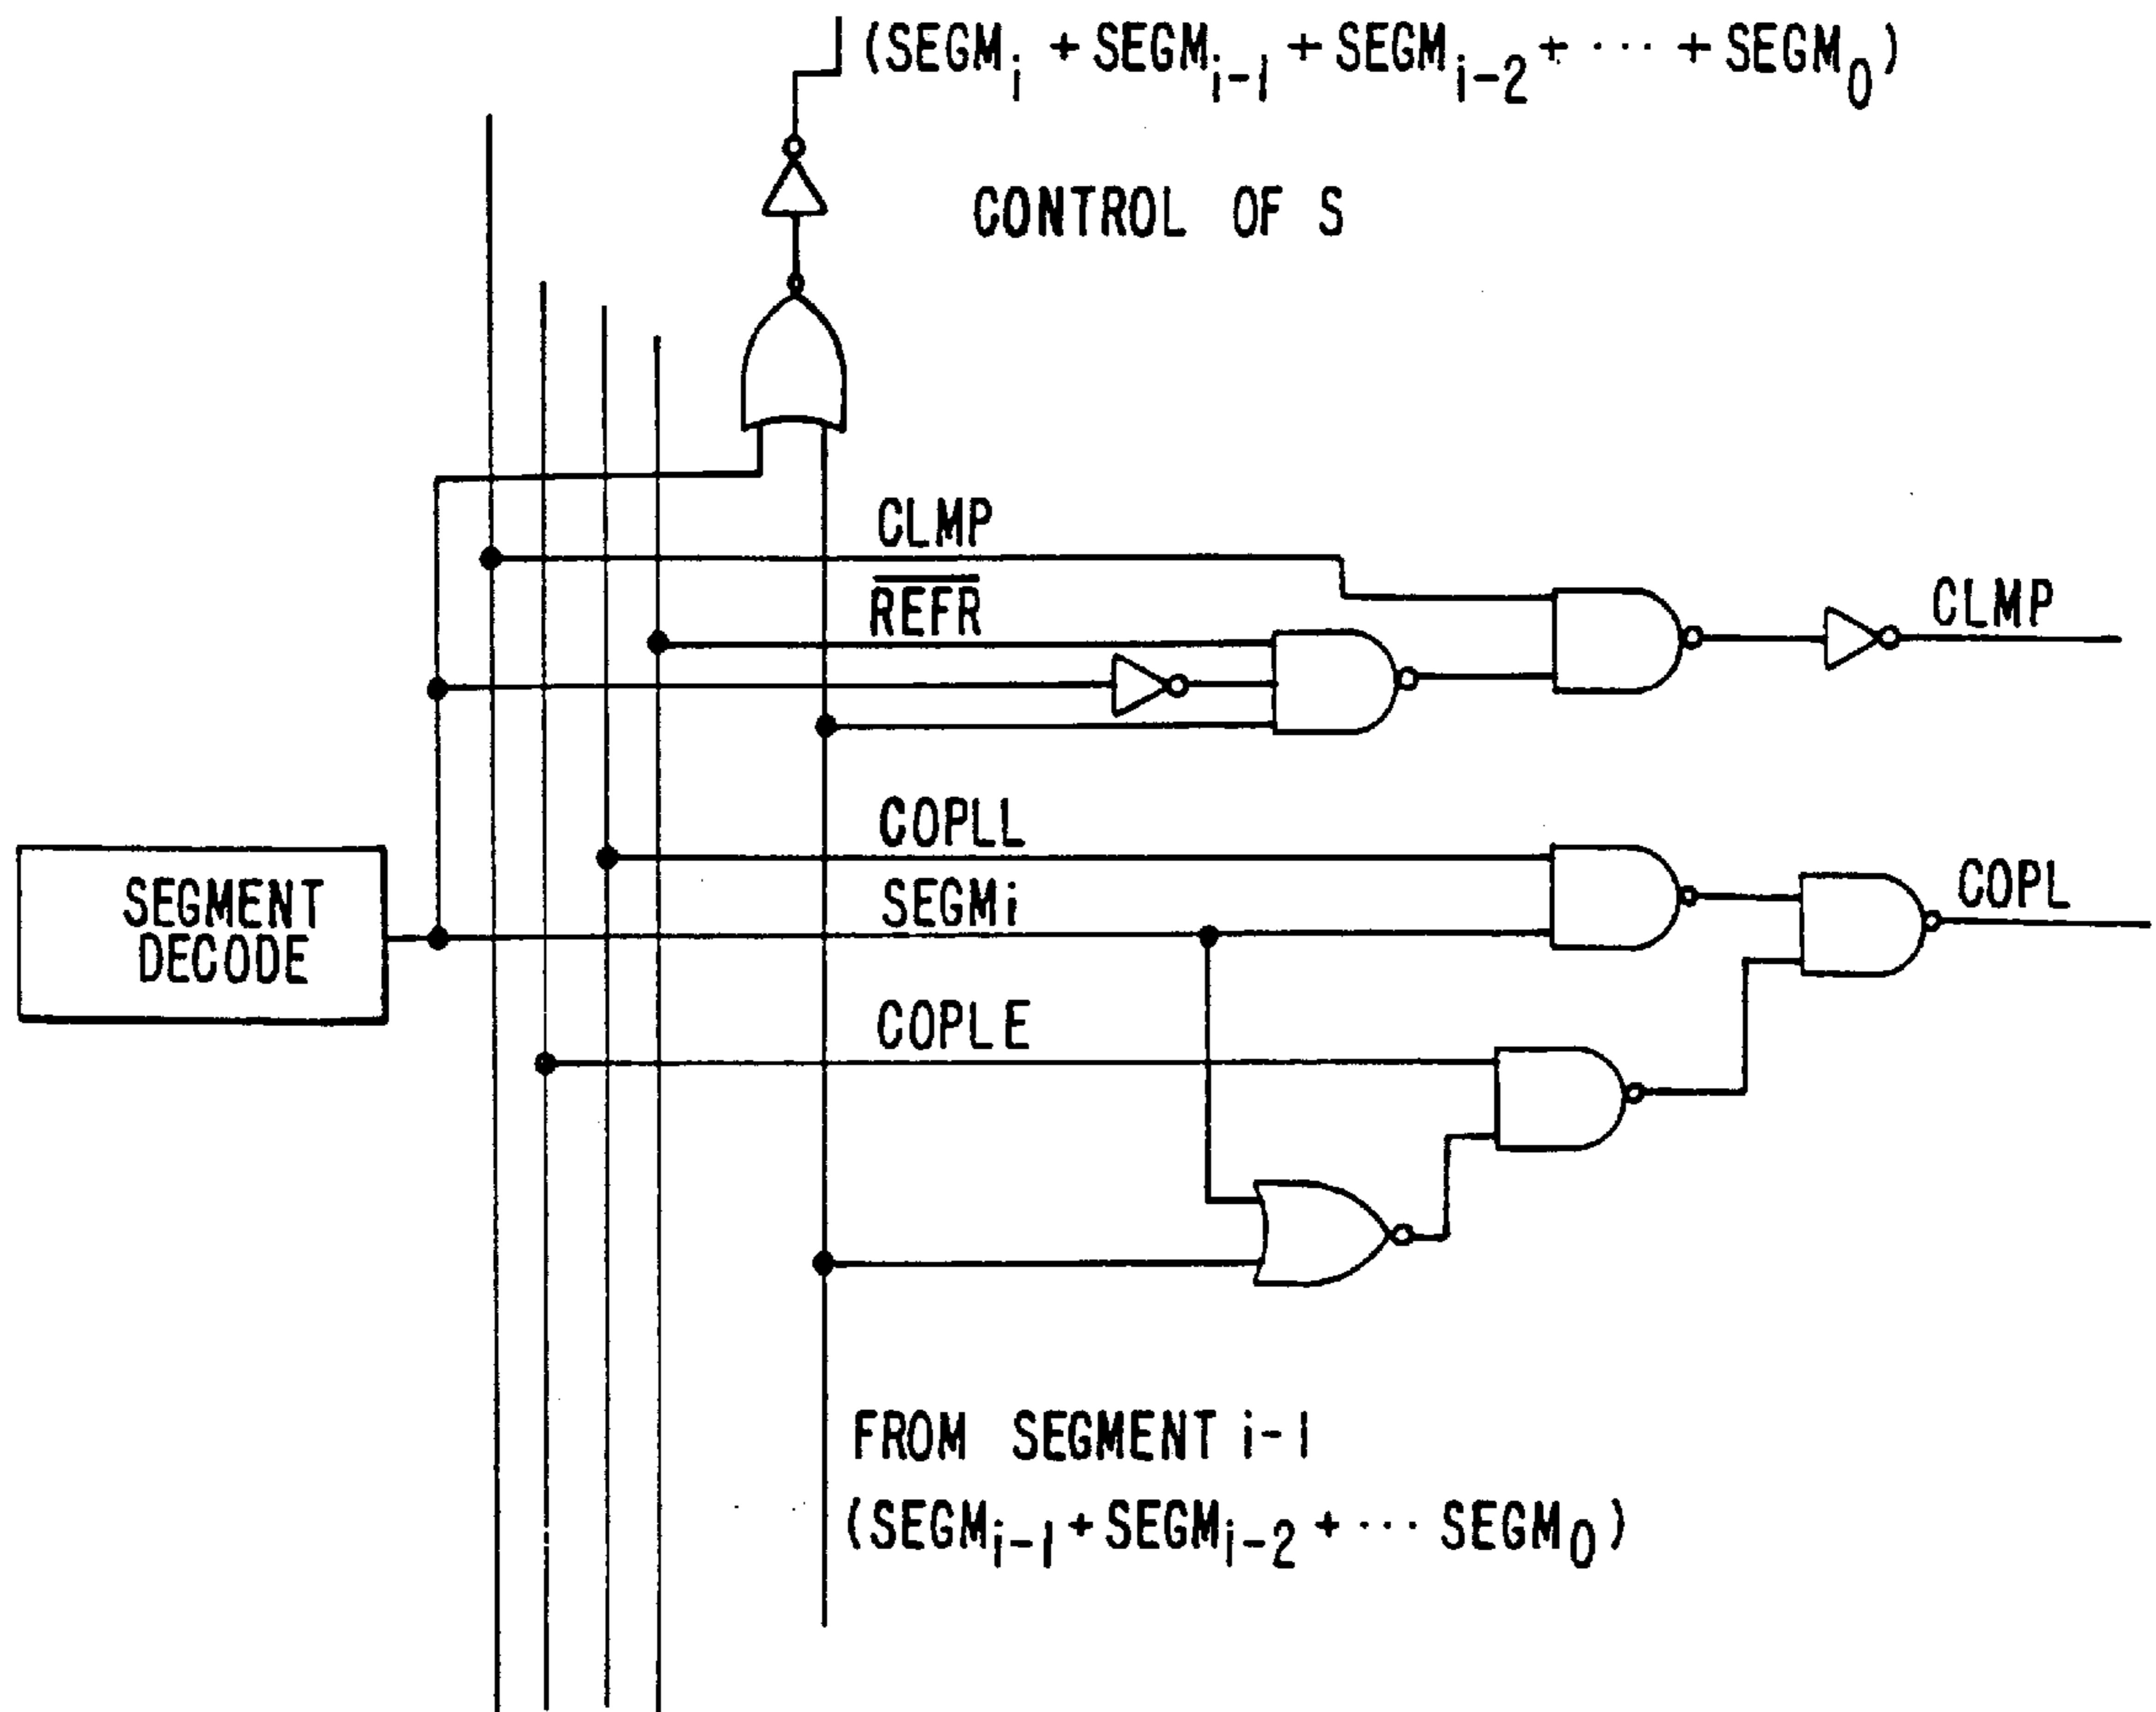 (SEGMi + SEGMi-1 + SEGMi-2 + ··· + SEGM0)
CONTROL OF S
CLMP
REFR
CLMP
COPLL
SEGMi
COPL
SEGMENT
DECODE
COPLE
FROM SEGMENT i-1
(SEGMi-1 + SEGMi-2 + ··· SEGM0)